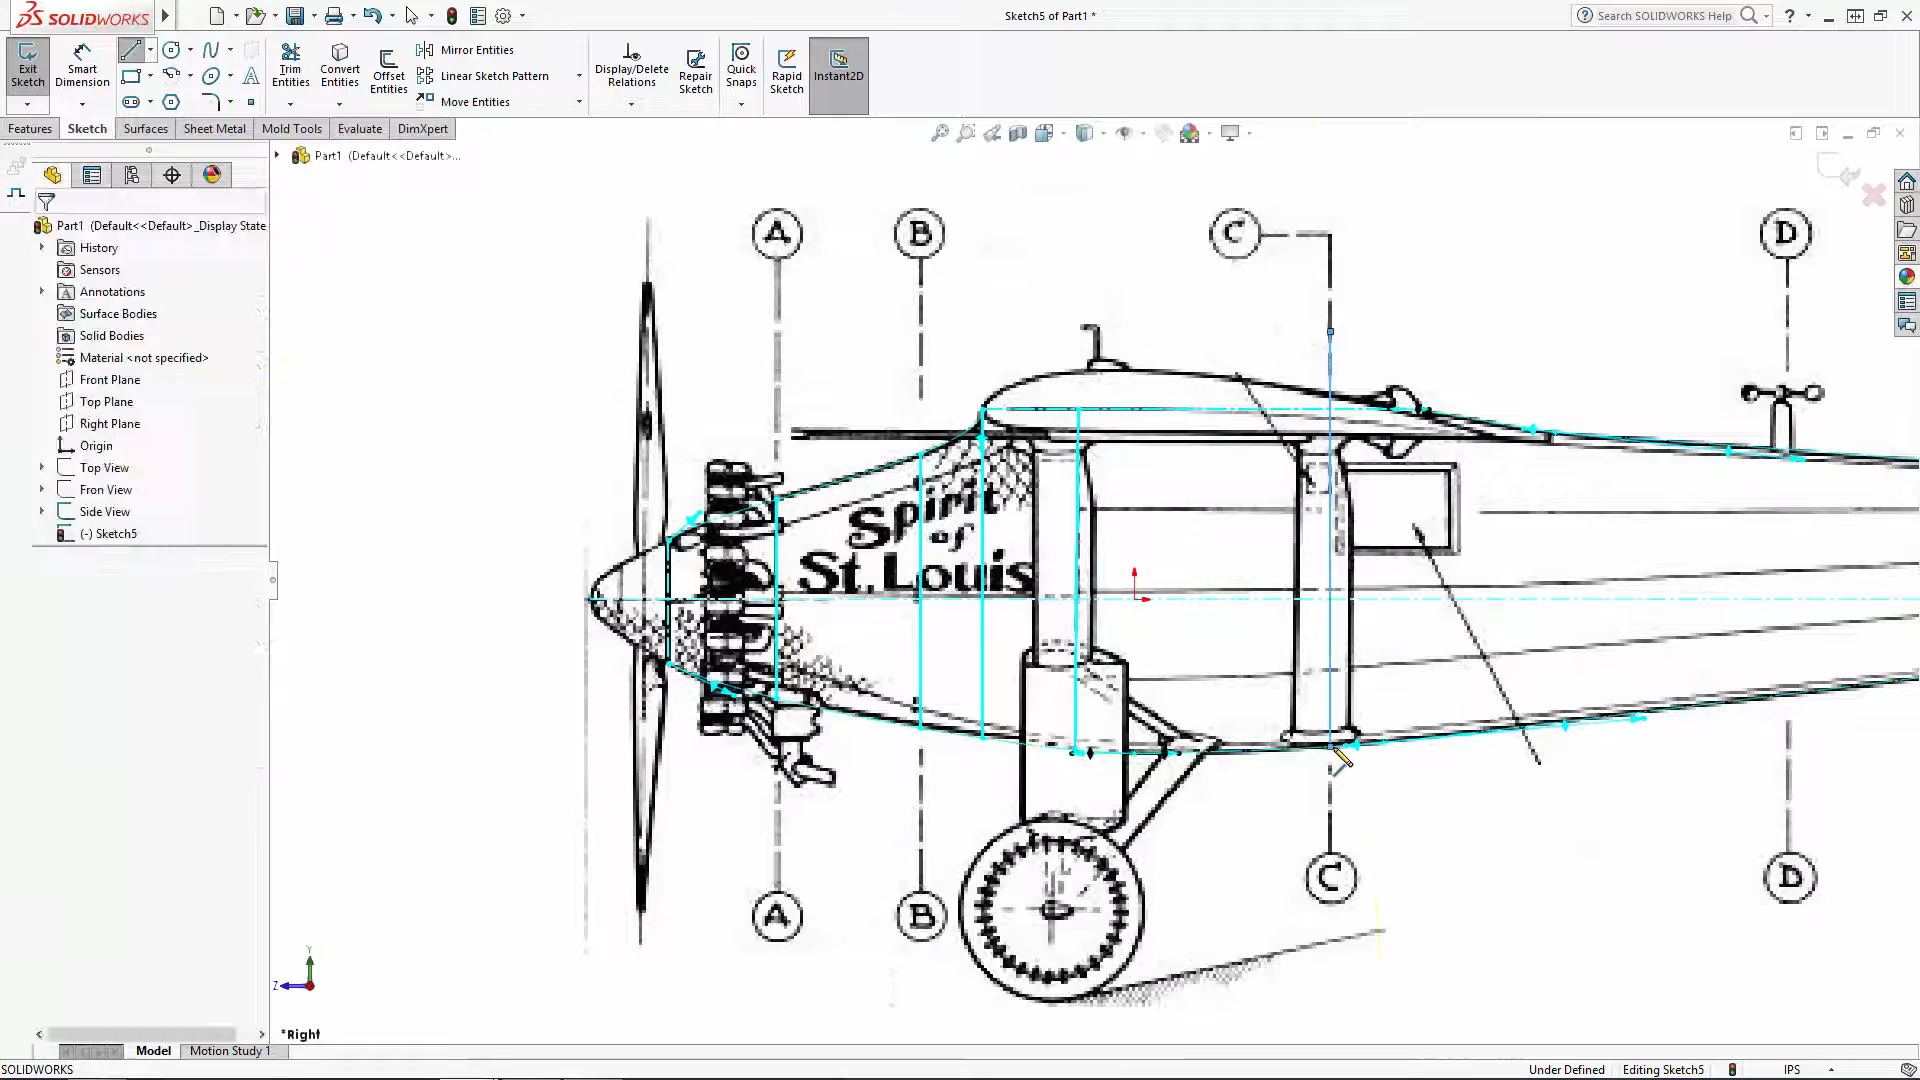 SOLIDWORKS
Sketch5 of Part1 *
Search SOLIDWORKS Help
?
Exit Sketch
Smart Dimension
Trim Entities
Convert Entities
Offset Entities
Mirror Entities
Linear Sketch Pattern
Move Entities
Display/Delete Relations
Repair Sketch
Quick Snaps
Rapid Sketch
Instant2D
Features
Sketch
Surfaces
Sheet Metal
Mold Tools
Evaluate
DimXpert
Part1 (Default<<Default>...
Part1 (Default<<Default>_Display State
History
Sensors
Annotations
Surface Bodies
Solid Bodies
Material <not specified>
Front Plane
Top Plane
Right Plane
Origin
Top View
Fron View
Side View
(-) Sketch5
A
B
C
D
Spirit
of
St. Louis
A
B
C
D
Y
Z
*Right
Model
Motion Study 1
SOLIDWORKS
Under Defined
Editing Sketch5
IPS